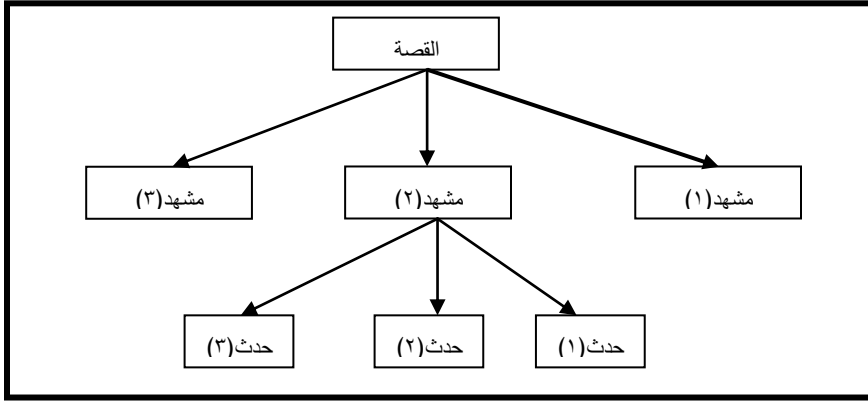 القصة
مشهد(١)
مشهد(٢)
مشهد(٣)
حدث(١)
حدث(٢)
حدث(٣)